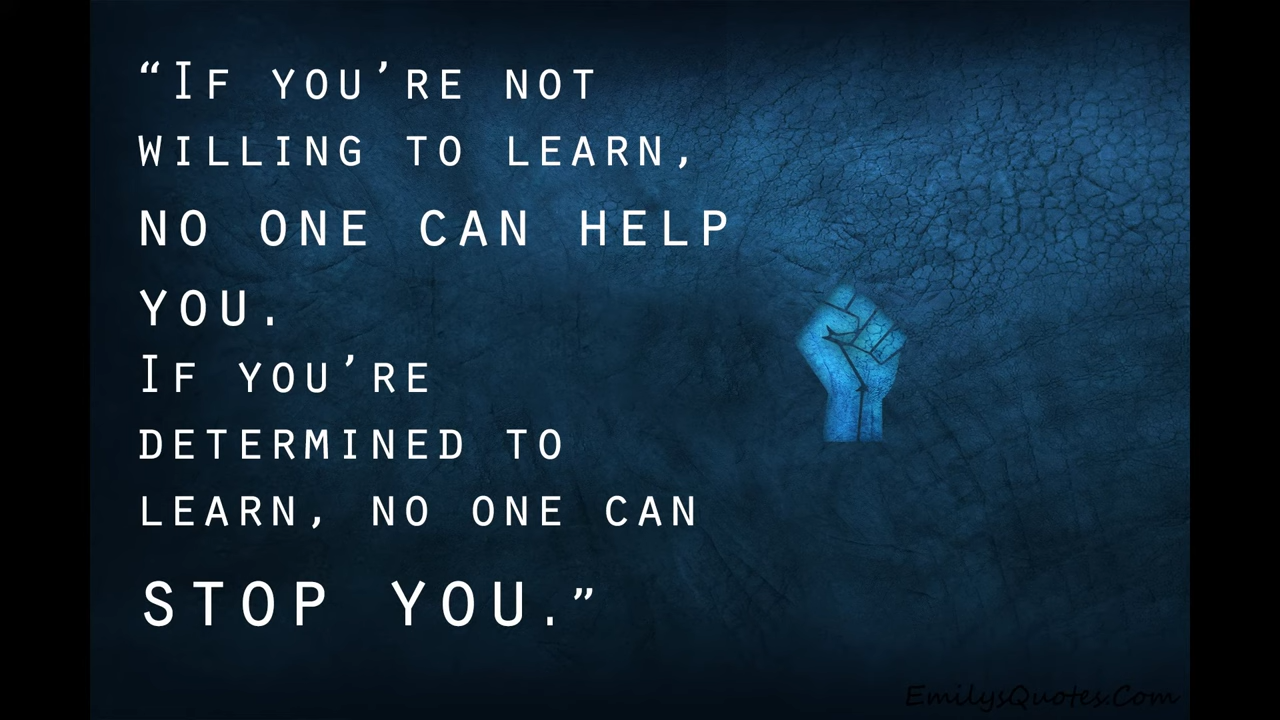 “If you’re not
willing to learn,
no one can help
you.
If you’re
determined to
learn, no one can
stop you.”
EmilysQuotes.Com